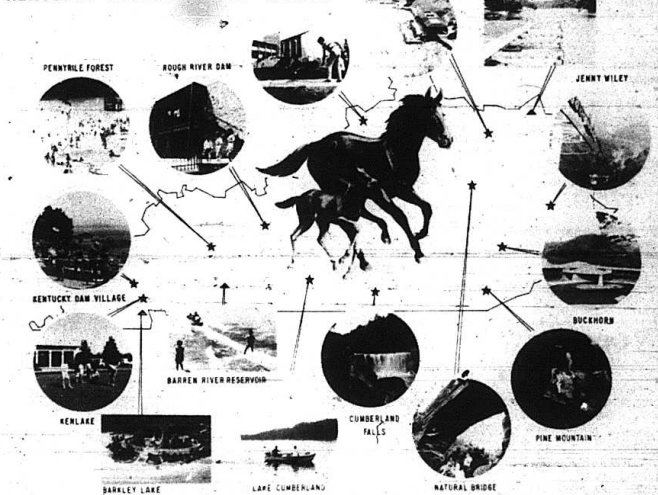 PENNYRILE FOREST
ROUGH RIVER DAM
JENNY WILEY
KENTUCKY DAM VILLAGE
BUCKHORN
BARREN RIVER RESERVOIR
KENLAKE
CUMBERLAND
FALLS
PINE MOUNTAIN
BARKLEY LAKE
LAKE CUMBERLAND
NATURAL BRIDGE